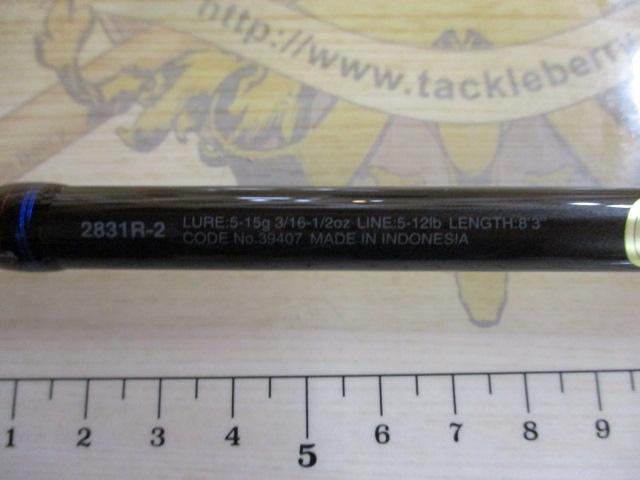 http://www.tackleberry
2831R-2 LURE:5-15g 3/16-1/2oz LINE:5-12lb LENGTH:8'3"
CODE No.39407 MADE IN INDONESIA
1 2 3 4 5 6 7 8 9